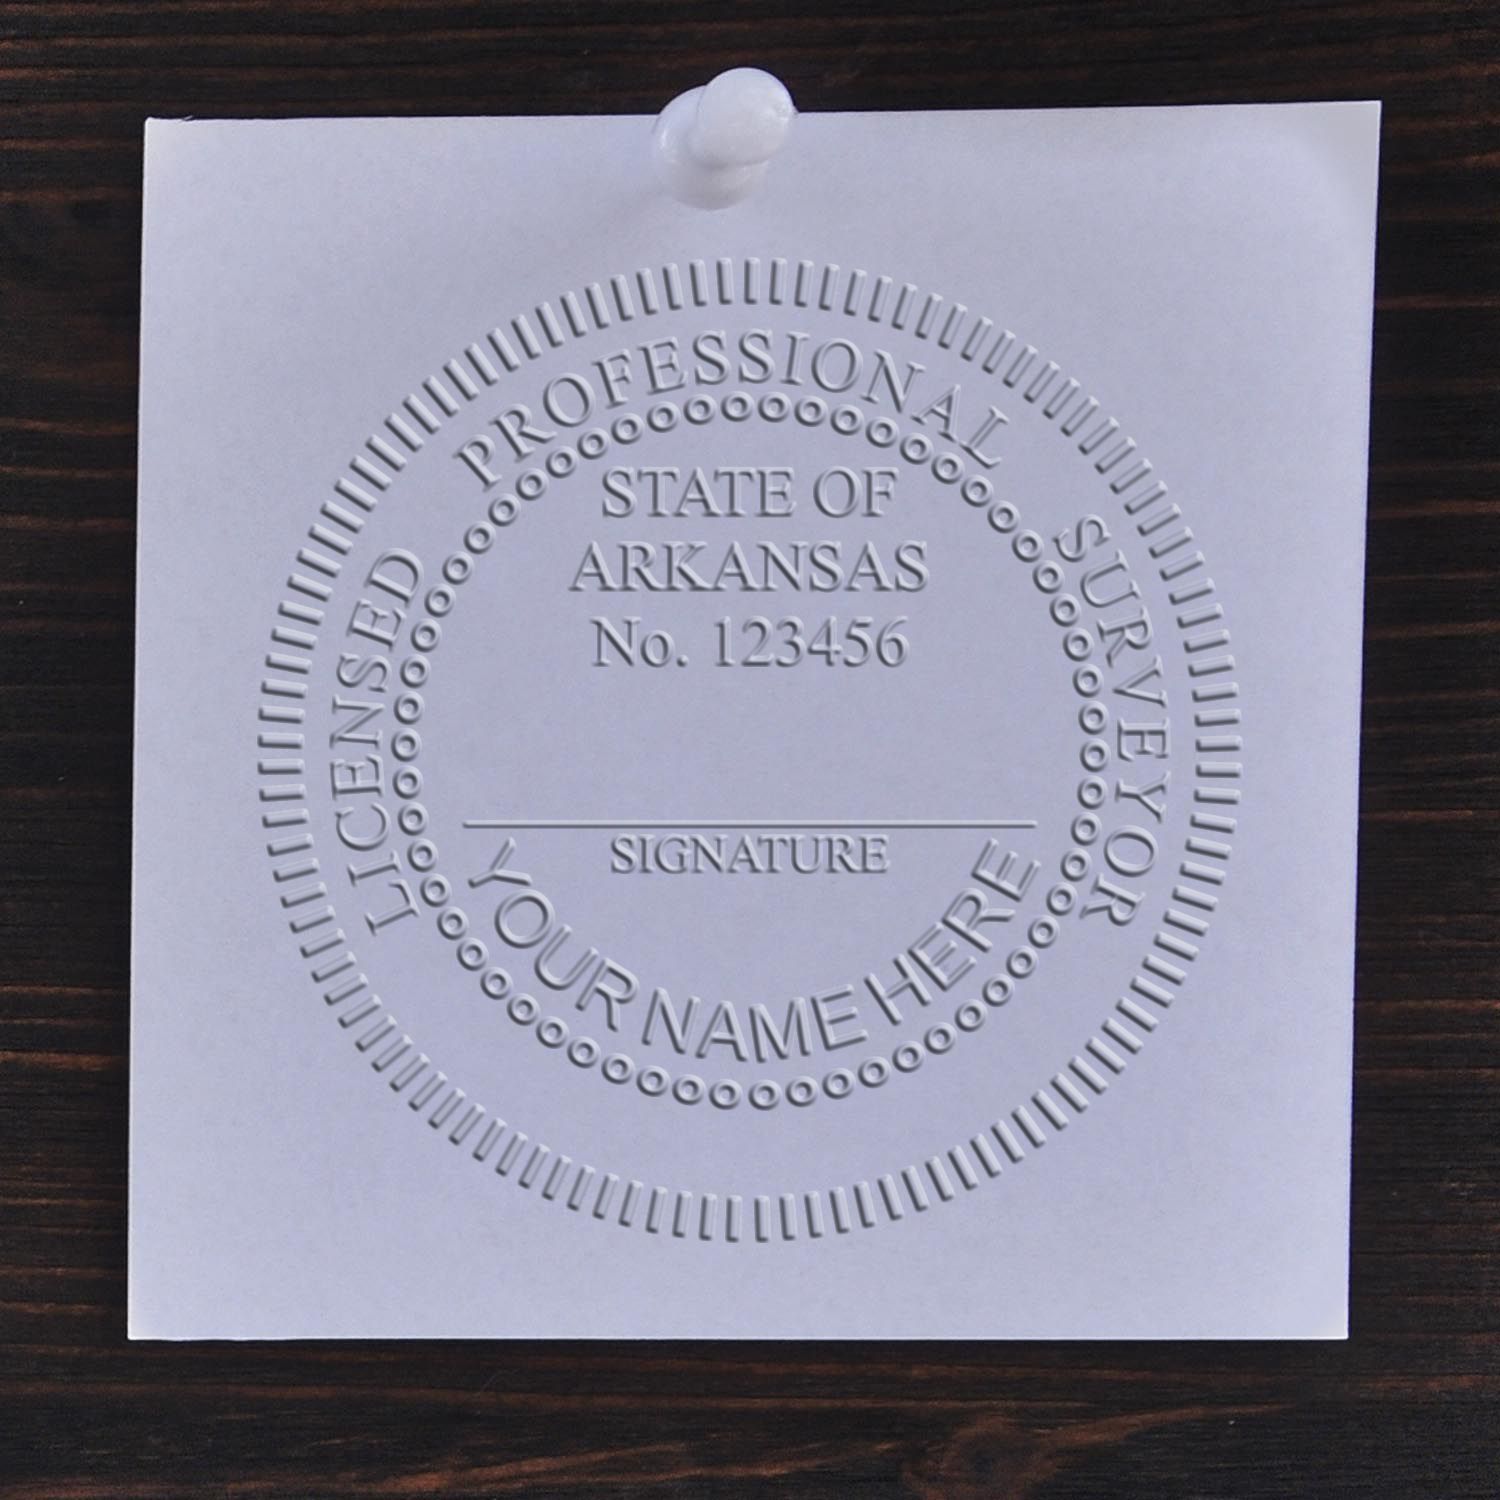 LICENSED PROFESSIONAL SURVEYOR
STATE OF
ARKANSAS
No. 123456
SIGNATURE
YOUR NAME HERE